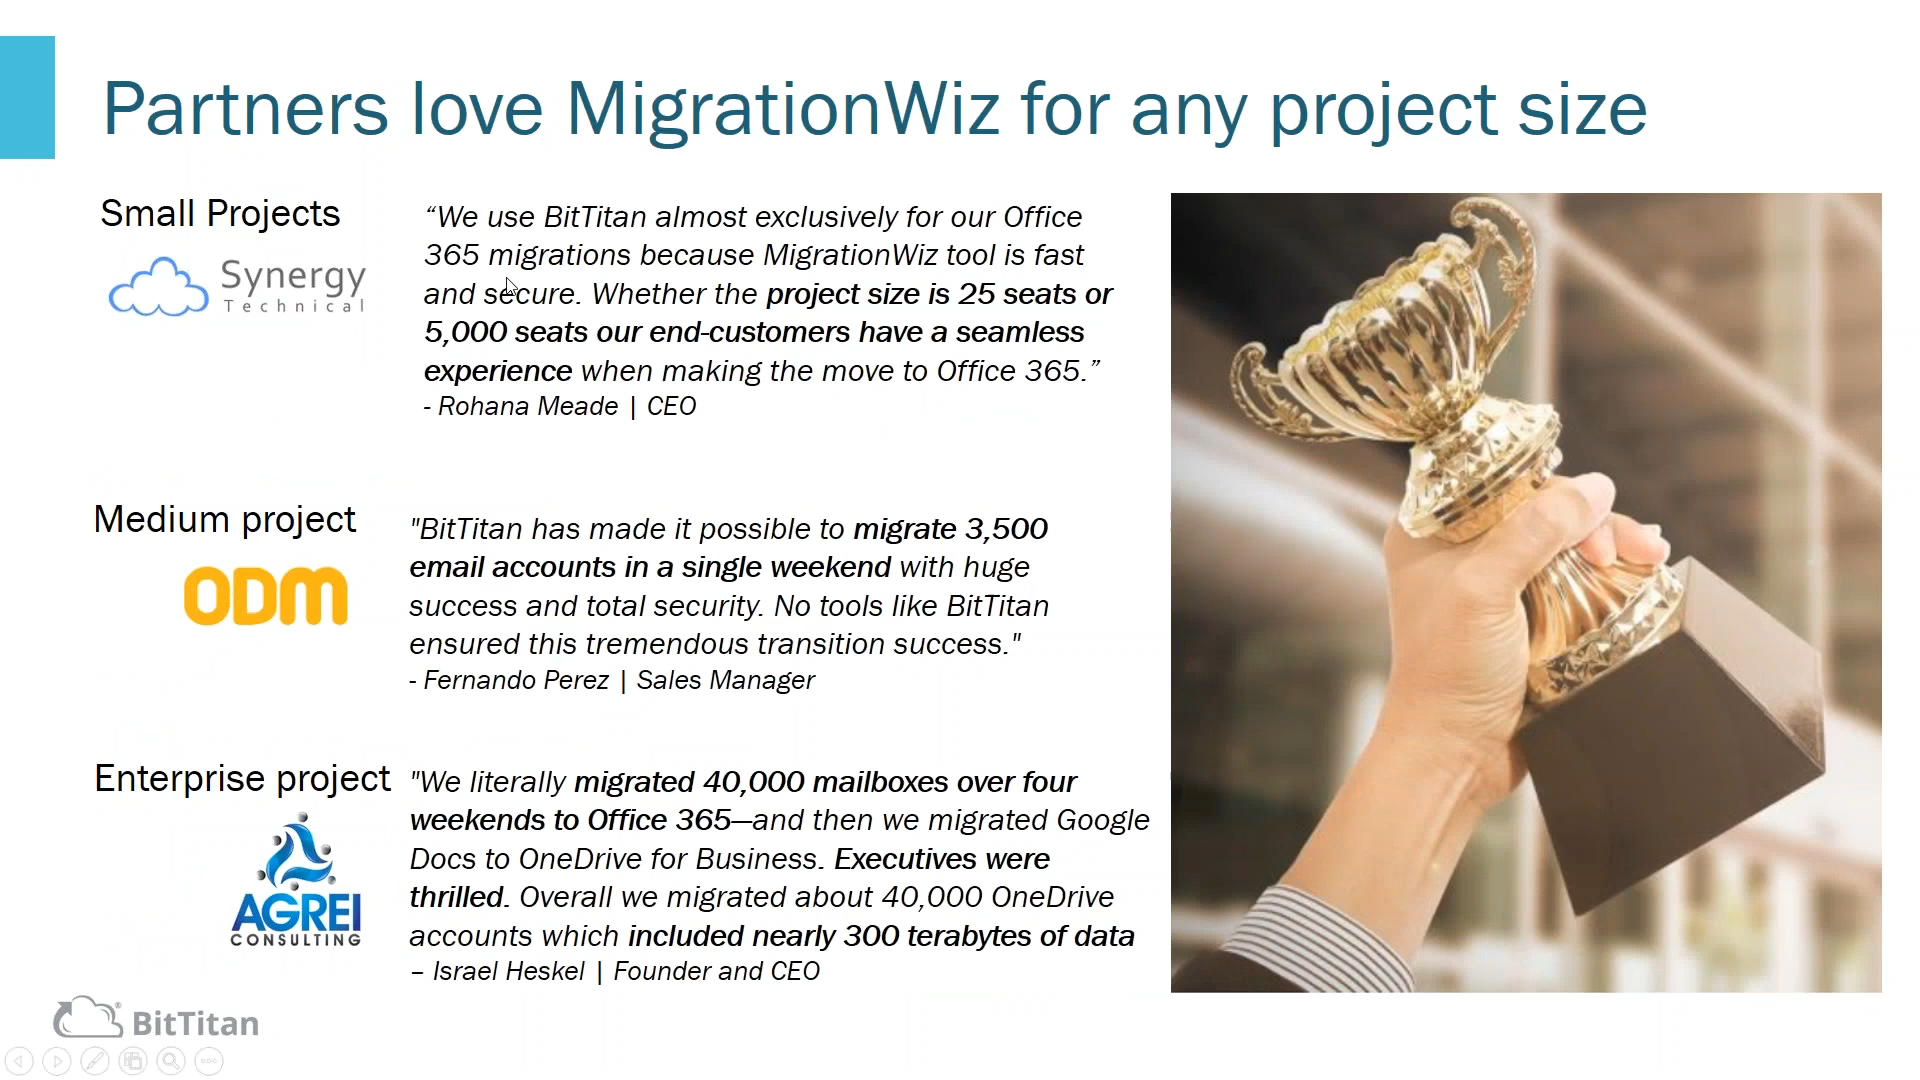 Partners love MigrationWiz for any project size
Small Projects
Synergy
Technical
“We use BitTitan almost exclusively for our Office
365 migrations because MigrationWiz tool is fast
and secure. Whether the project size is 25 seats or
5,000 seats our end-customers have a seamless
experience when making the move to Office 365.”
- Rohana Meade | CEO
Medium project
ODM
"BitTitan has made it possible to migrate 3,500
email accounts in a single weekend with huge
success and total security. No tools like BitTitan
ensured this tremendous transition success."
- Fernando Perez | Sales Manager
Enterprise project
AGREI
CONSULTING
"We literally migrated 40,000 mailboxes over four
weekends to Office 365—and then we migrated Google
Docs to OneDrive for Business. Executives were
thrilled. Overall we migrated about 40,000 OneDrive
accounts which included nearly 300 terabytes of data
– Israel Heskel | Founder and CEO
BitTitan